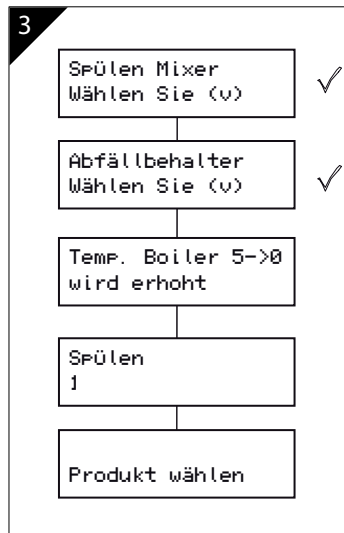 3
Spülen Mixer
Wählen Sie (v)
Abfällbehalter
Wählen Sie (v)
Temp. Boiler 5->0
wird erhoht
Spülen
1
Produkt wählen